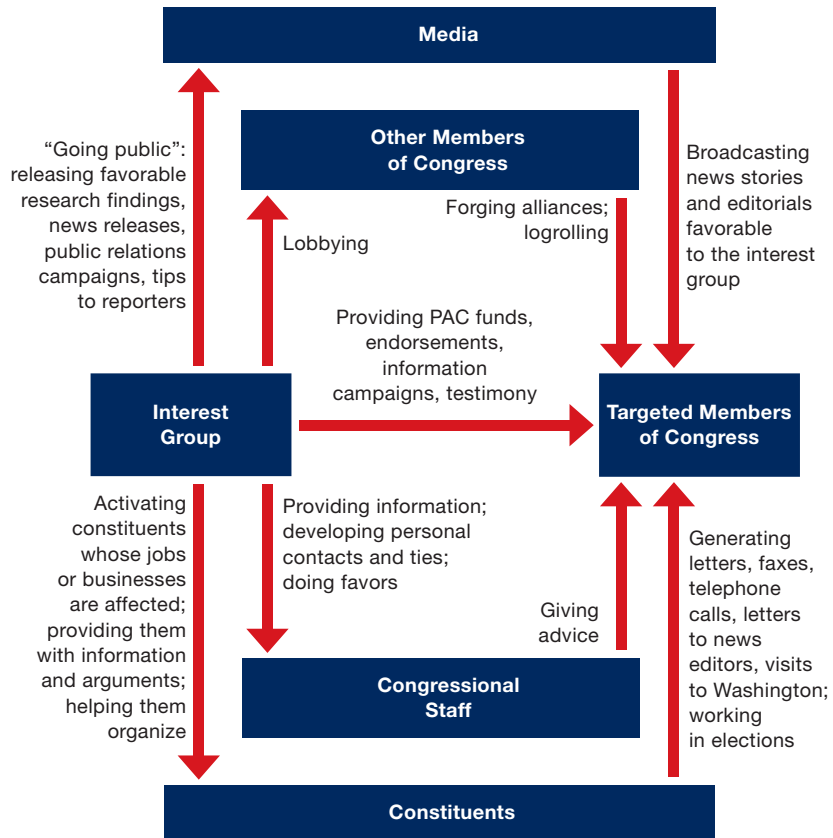 Media
“Going public”:
releasing favorable
research findings,
news releases,
public relations
campaigns, tips
to reporters
Other Members
of Congress
Lobbying
Forging alliances;
logrolling
Broadcasting
news stories
and editorials
favorable
to the interest
group
Providing PAC funds,
endorsements,
information
campaigns, testimony
Interest
Group
Targeted Members
of Congress
Activating
constituents
whose jobs
or businesses
are affected;
providing them
with information
and arguments;
helping them
organize
Providing information;
developing personal
contacts and ties;
doing favors
Giving
advice
Generating
letters, faxes,
telephone
calls, letters
to news
editors, visits
to Washington;
working
in elections
Congressional
Staff
Constituents